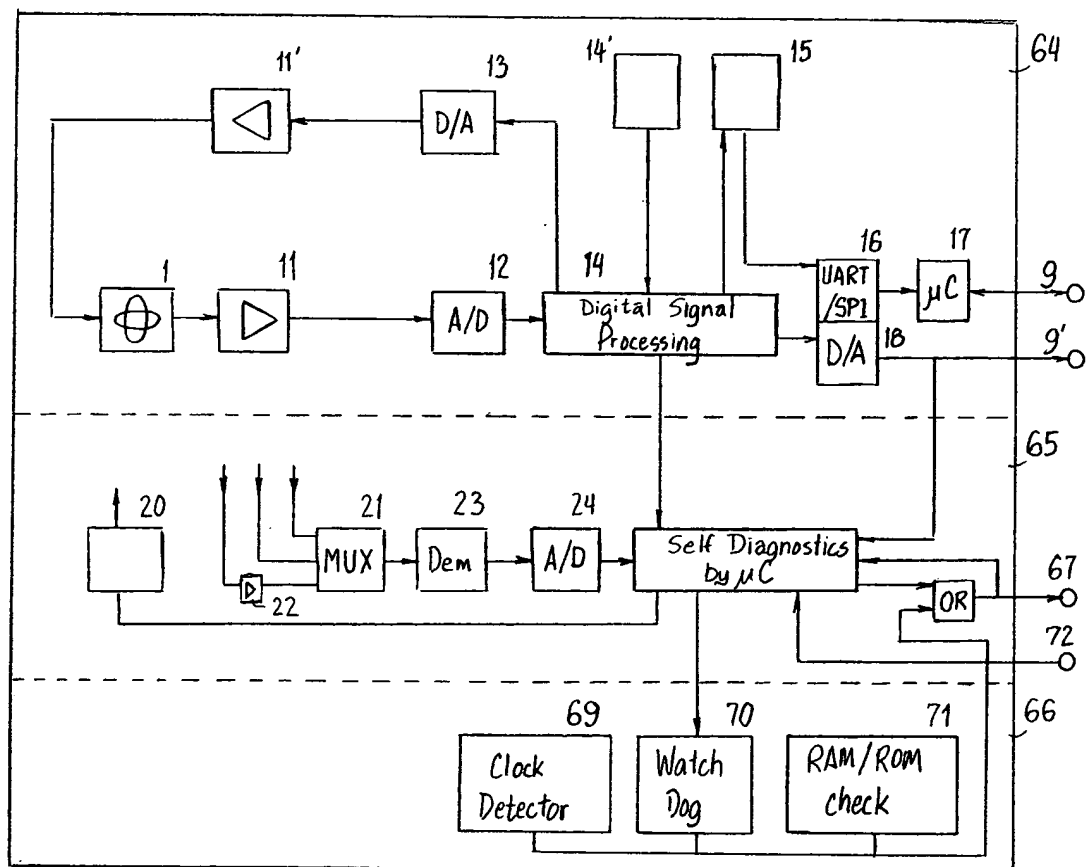 64
11' 13 14' 15
D/A
1 11 12 14 16 17 9
A/D
Digital Signal
Processing
UART
/SPI
μC
D/A
18
9'
65
20 21 23 24
MUX
Dem
A/D
Self Diagnostics
by μC
22
OR
67
72
66
69 70 71
Clock
Detector
Watch
Dog
RAM/ROM
check